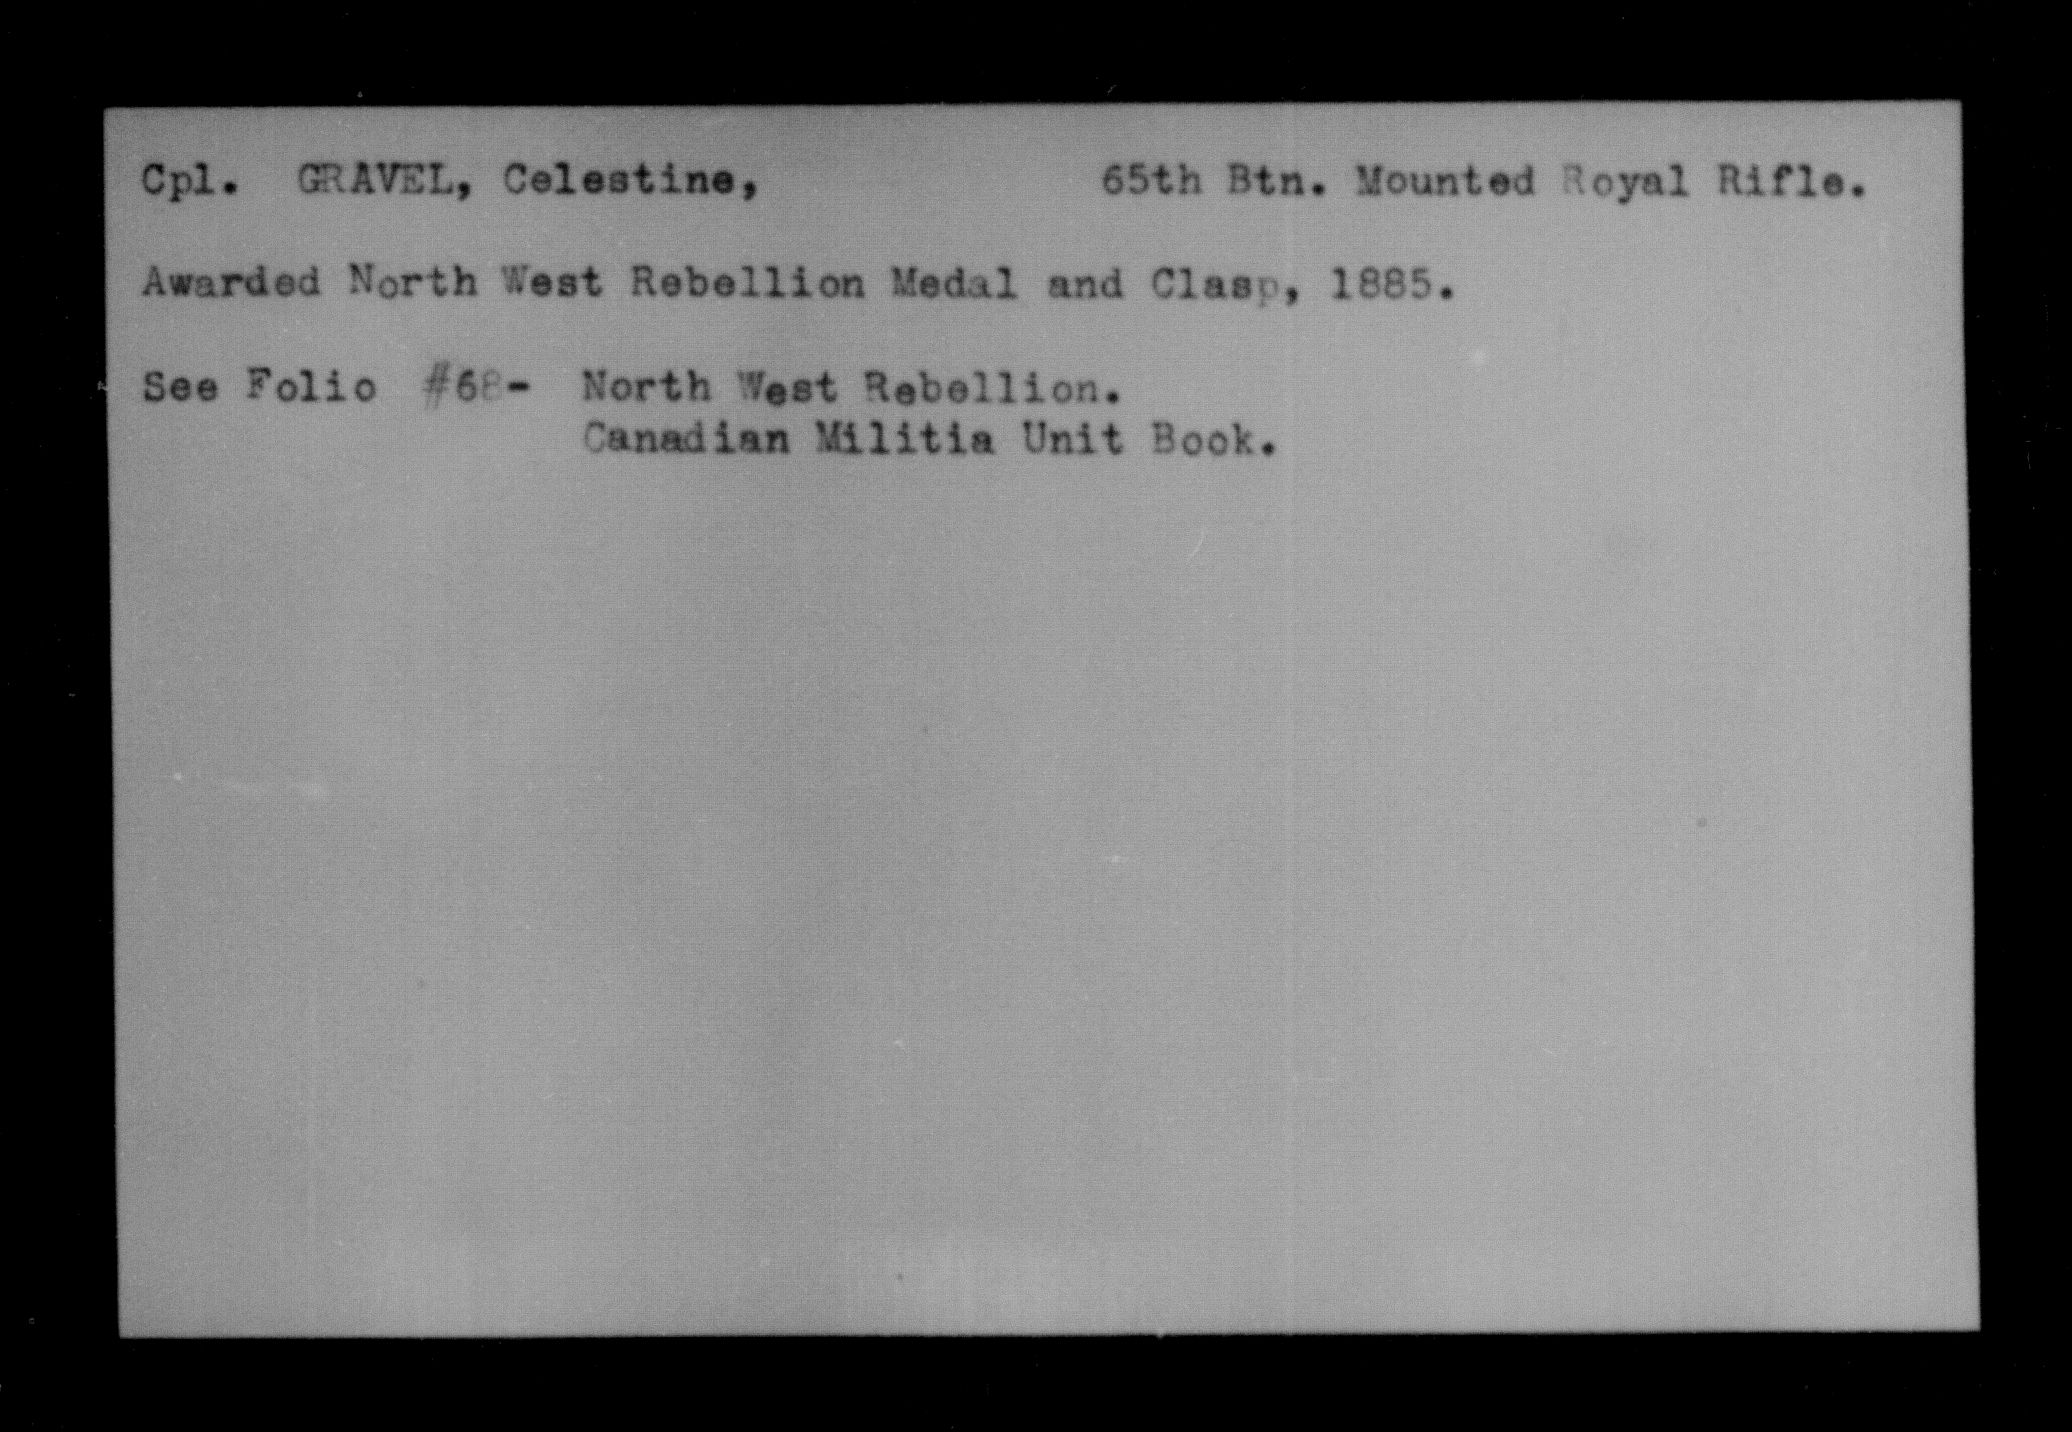 Cpl. GRAVEL, Celestine, 65th Btn. Mounted Royal Rifle.
Awarded North West Rebellion Medal and Clasp, 1885.
See Folio #68- North West Rebellion.
Canadian Militia Unit Book.